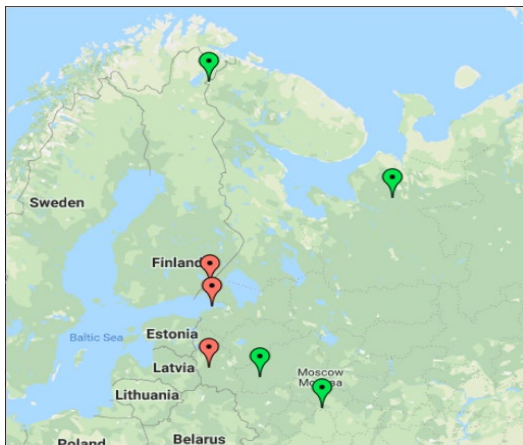 Sweden
Finland
Baltic Sea
Estonia
Latvia
Moscow
Lithuania
Poland
Belarus